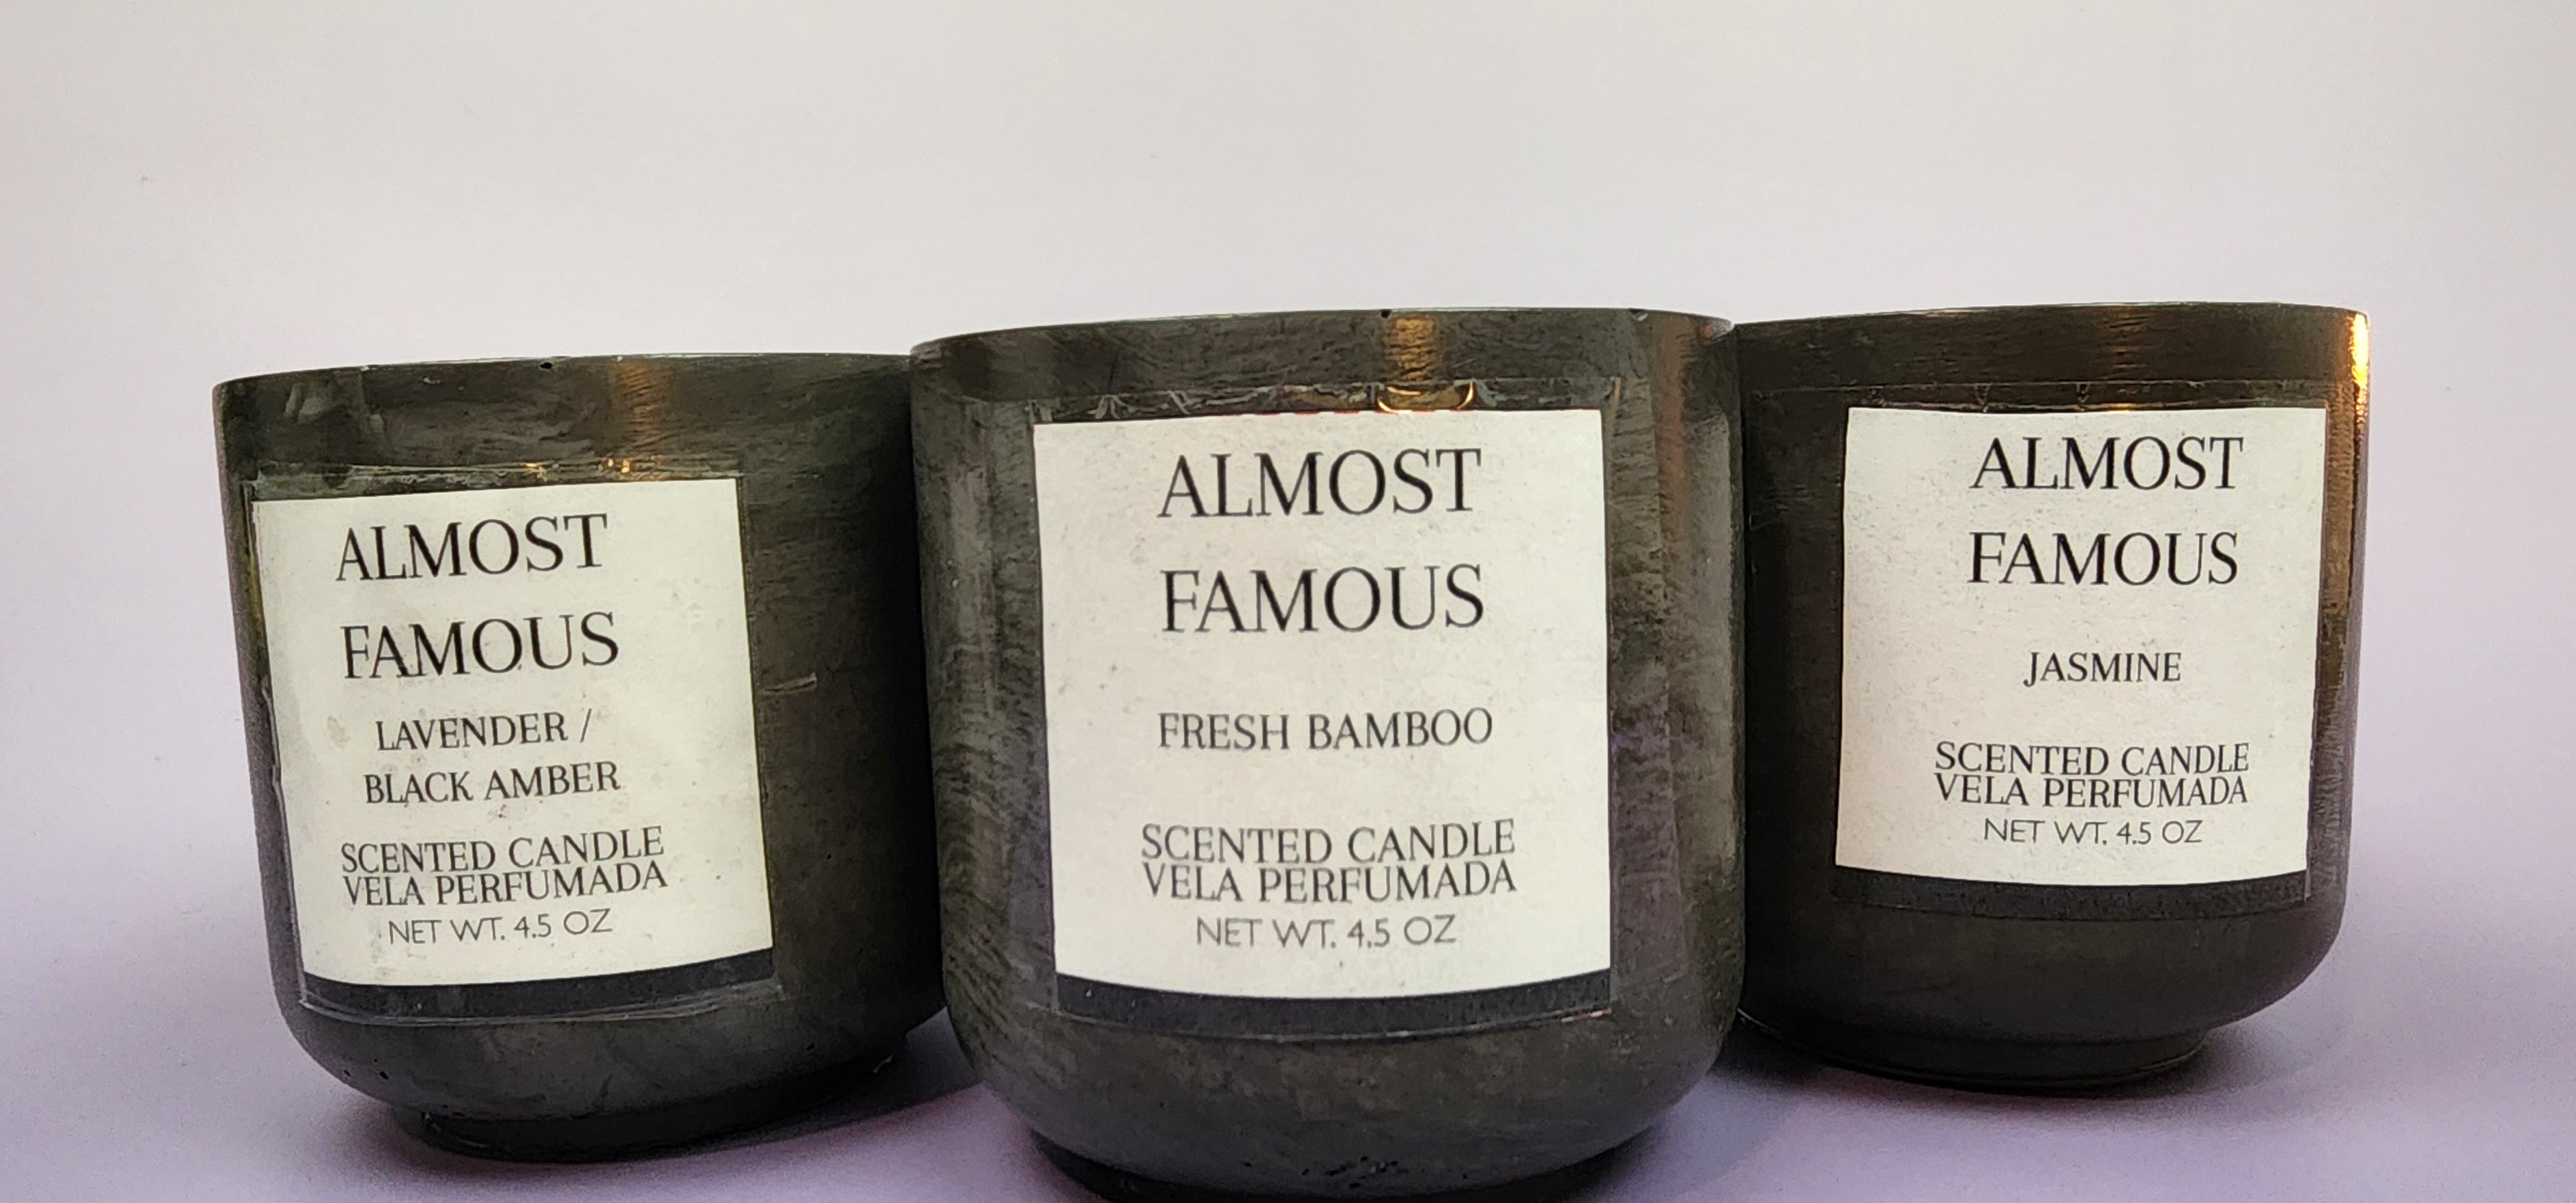 ALMOST
FAMOUS
LAVENDER /
BLACK AMBER
SCENTED CANDLE
VELA PERFUMADA
NET WT. 4.5 OZ
ALMOST
FAMOUS
FRESH BAMBOO
SCENTED CANDLE
VELA PERFUMADA
NET WT. 4.5 OZ
ALMOST
FAMOUS
JASMINE
SCENTED CANDLE
VELA PERFUMADA
NET WT. 4.5 OZ